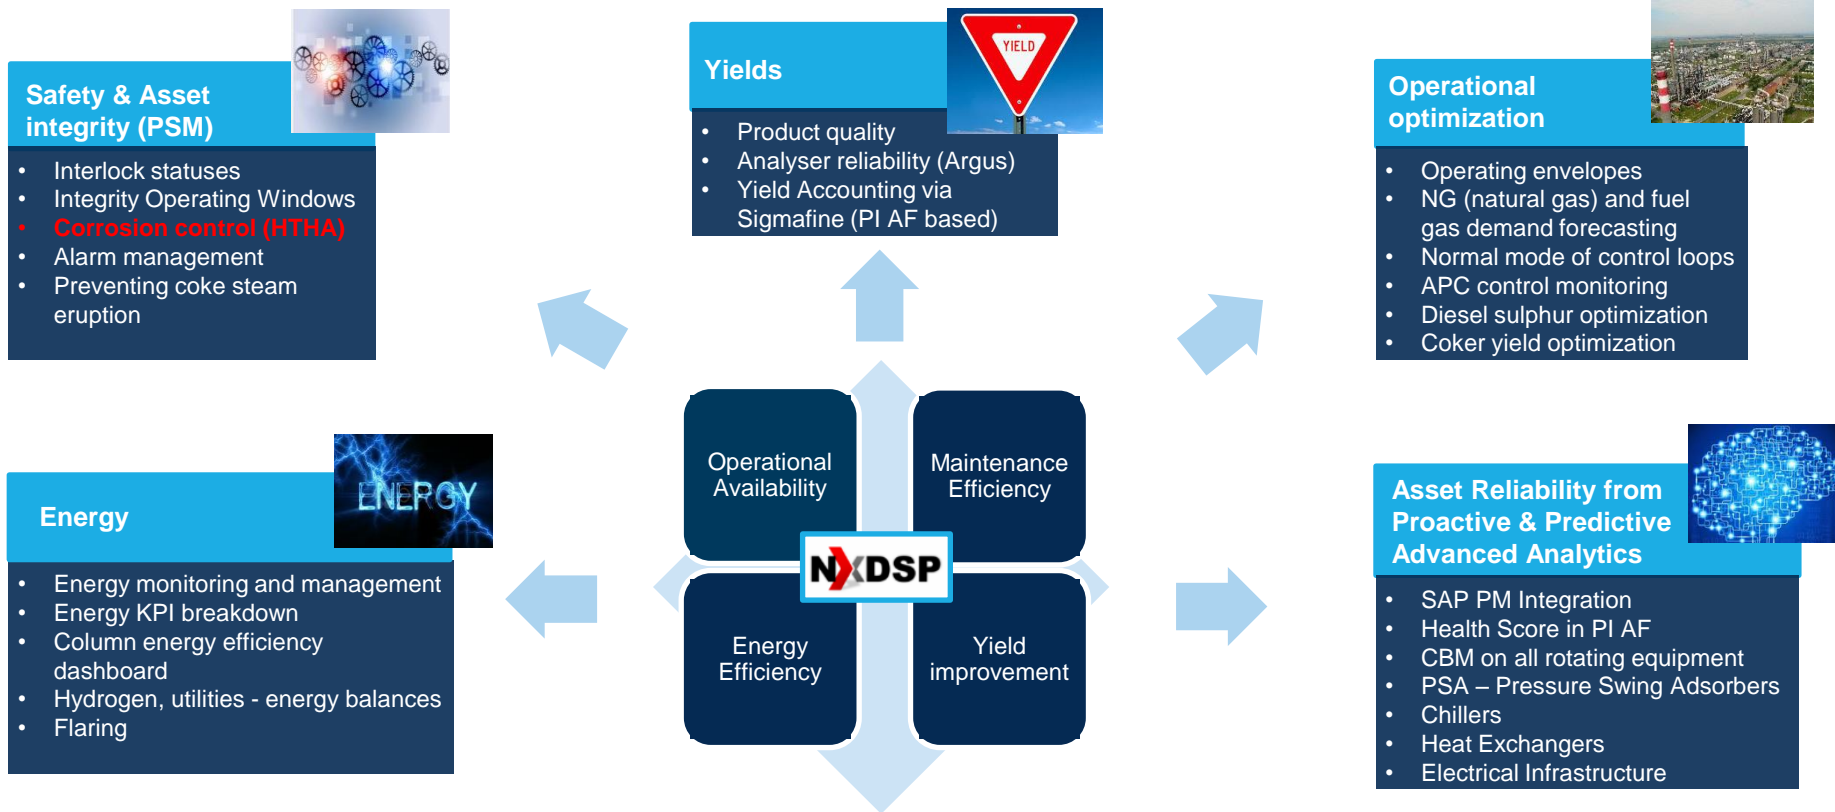 Safety & Asset
integrity (PSM)
• Interlock statuses
• Integrity Operating Windows
• Corrosion control (HTHA)
• Alarm management
• Preventing coke steam
eruption
Yields
YIELD
• Product quality
• Analyser reliability (Argus)
• Yield Accounting via
Sigmafine (PI AF based)
Operational
optimization
• Operating envelopes
• NG (natural gas) and fuel
gas demand forecasting
• Normal mode of control loops
• APC control monitoring
• Diesel sulphur optimization
• Coker yield optimization
Energy
ENERGY
• Energy monitoring and management
• Energy KPI breakdown
• Column energy efficiency
dashboard
• Hydrogen, utilities - energy balances
• Flaring
Operational
Availability
Maintenance
Efficiency
NXDSP
Energy
Efficiency
Yield
improvement
Asset Reliability from
Proactive & Predictive
Advanced Analytics
• SAP PM Integration
• Health Score in PI AF
• CBM on all rotating equipment
• PSA – Pressure Swing Adsorbers
• Chillers
• Heat Exchangers
• Electrical Infrastructure